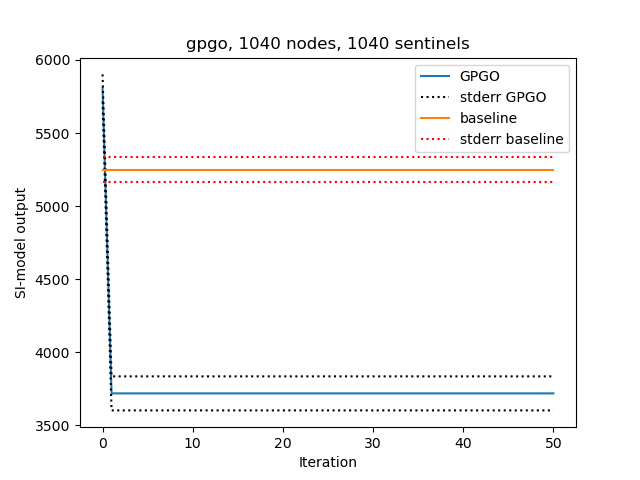 gpgo, 1040 nodes, 1040 sentinels
6000
5500
5000
4500
4000
3500
SI-model output
GPGO
stderr GPGO
baseline
stderr baseline
0
10
20
30
40
50
Iteration